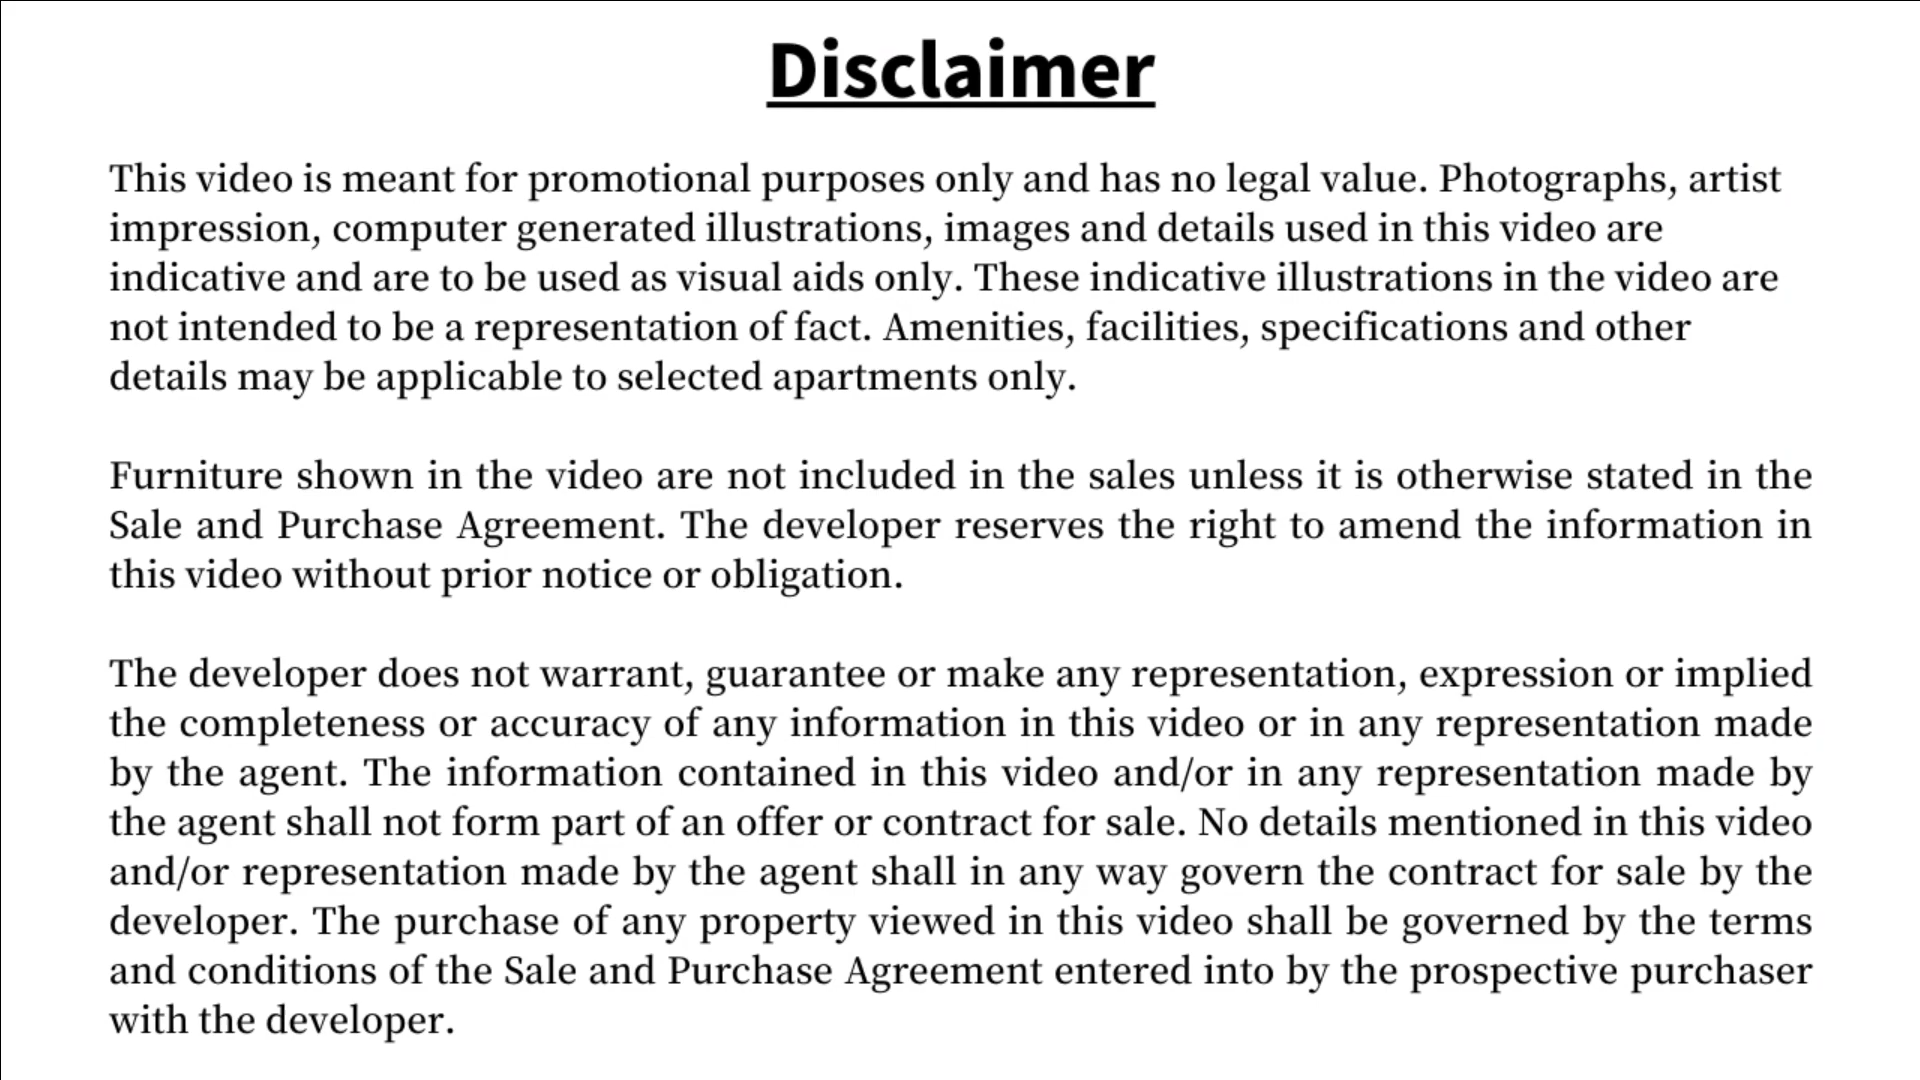 Disclaimer
This video is meant for promotional purposes only and has no legal value. Photographs, artist
impression, computer generated illustrations, images and details used in this video are
indicative and are to be used as visual aids only. These indicative illustrations in the video are
not intended to be a representation of fact. Amenities, facilities, specifications and other
details may be applicable to selected apartments only.
Furniture shown in the video are not included in the sales unless it is otherwise stated in the
Sale and Purchase Agreement. The developer reserves the right to amend the information in
this video without prior notice or obligation.
The developer does not warrant, guarantee or make any representation, expression or implied
the completeness or accuracy of any information in this video or in any representation made
by the agent. The information contained in this video and/or in any representation made by
the agent shall not form part of an offer or contract for sale. No details mentioned in this video
and/or representation made by the agent shall in any way govern the contract for sale by the
developer. The purchase of any property viewed in this video shall be governed by the terms
and conditions of the Sale and Purchase Agreement entered into by the prospective purchaser
with the developer.